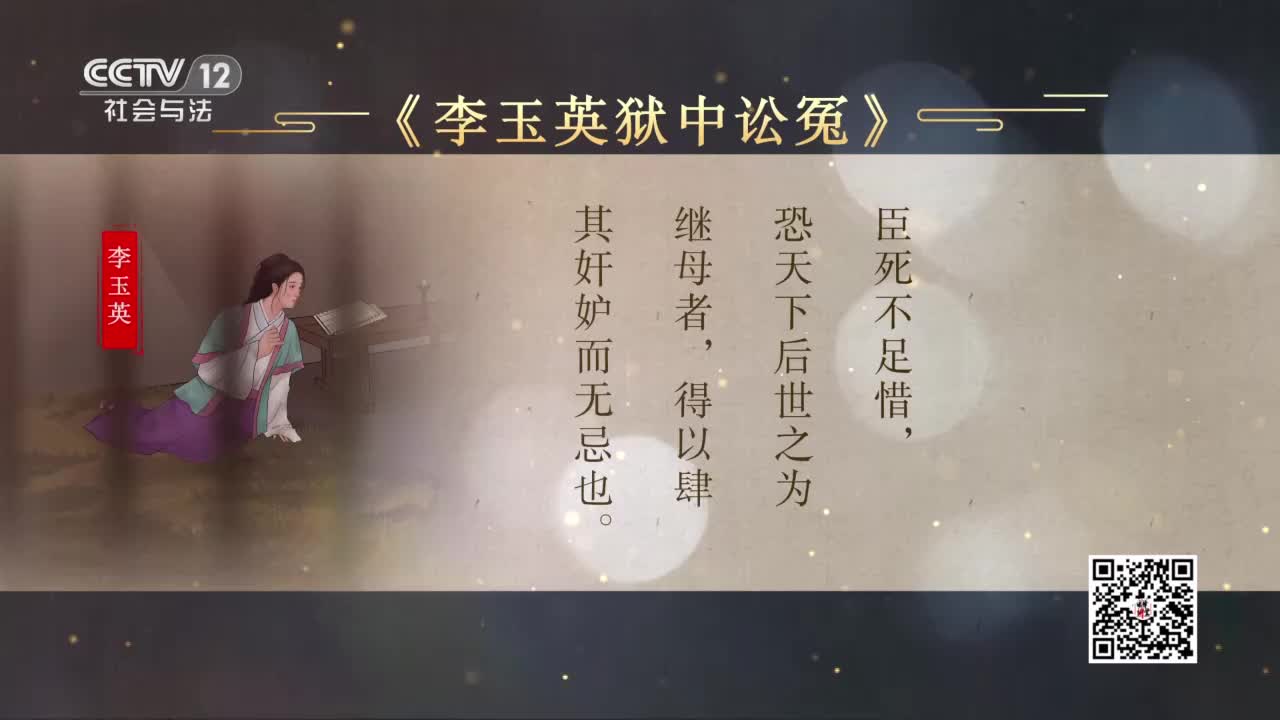 CCTV 12
社会与法
《李玉英狱中讼冤》
李玉英
臣死不足惜，
恐天下后世之为
继母者，得以肆
其奸妒而无忌也。